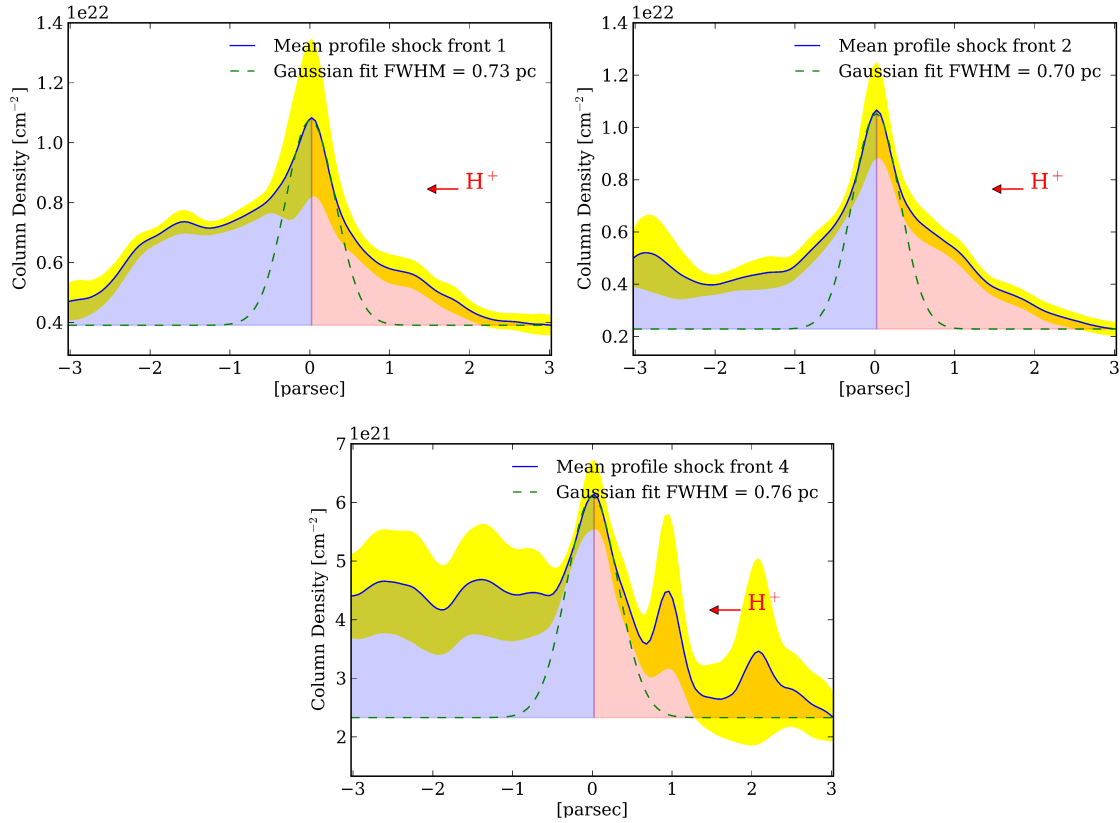 1e22
Mean profile shock front 1
Gaussian fit FWHM = 0.73 pc
H⁺
Column Density [cm⁻²]
1.4
1.2
1.0
0.8
0.6
0.4
−3 −2 −1 0 1 2 3
[parsec]
1e22
Mean profile shock front 2
Gaussian fit FWHM = 0.70 pc
H⁺
Column Density [cm⁻²]
1.4
1.2
1.0
0.8
0.6
0.4
0.2
−3 −2 −1 0 1 2 3
[parsec]
1e21
Mean profile shock front 4
Gaussian fit FWHM = 0.76 pc
H⁺
Column Density [cm⁻²]
7
6
5
4
3
2
−3 −2 −1 0 1 2 3
[parsec]